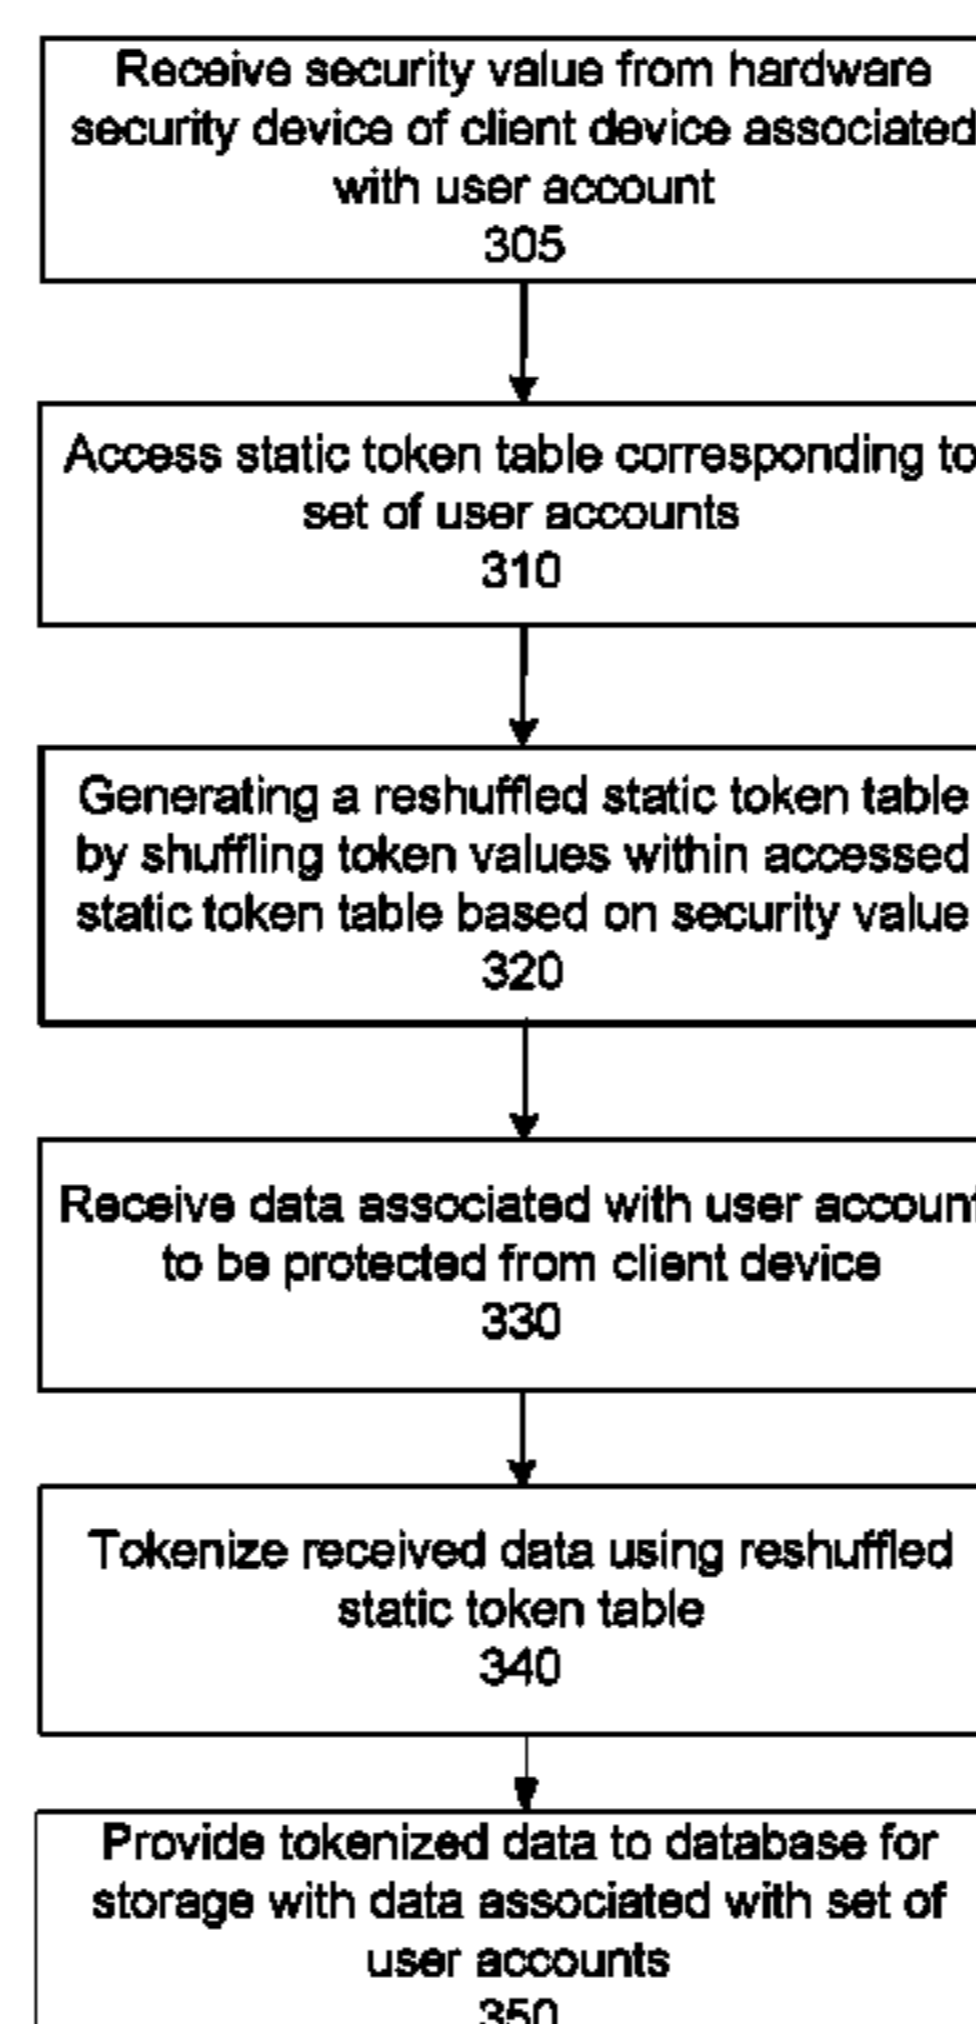 Receive security value from hardware
security device of client device associated
with user account
305
Access static token table corresponding to
set of user accounts
310
Generating a reshuffled static token table
by shuffling token values within accessed
static token table based on security value
320
Receive data associated with user account
to be protected from client device
330
Tokenize received data using reshuffled
static token table
340
Provide tokenized data to database for
storage with data associated with set of
user accounts
350